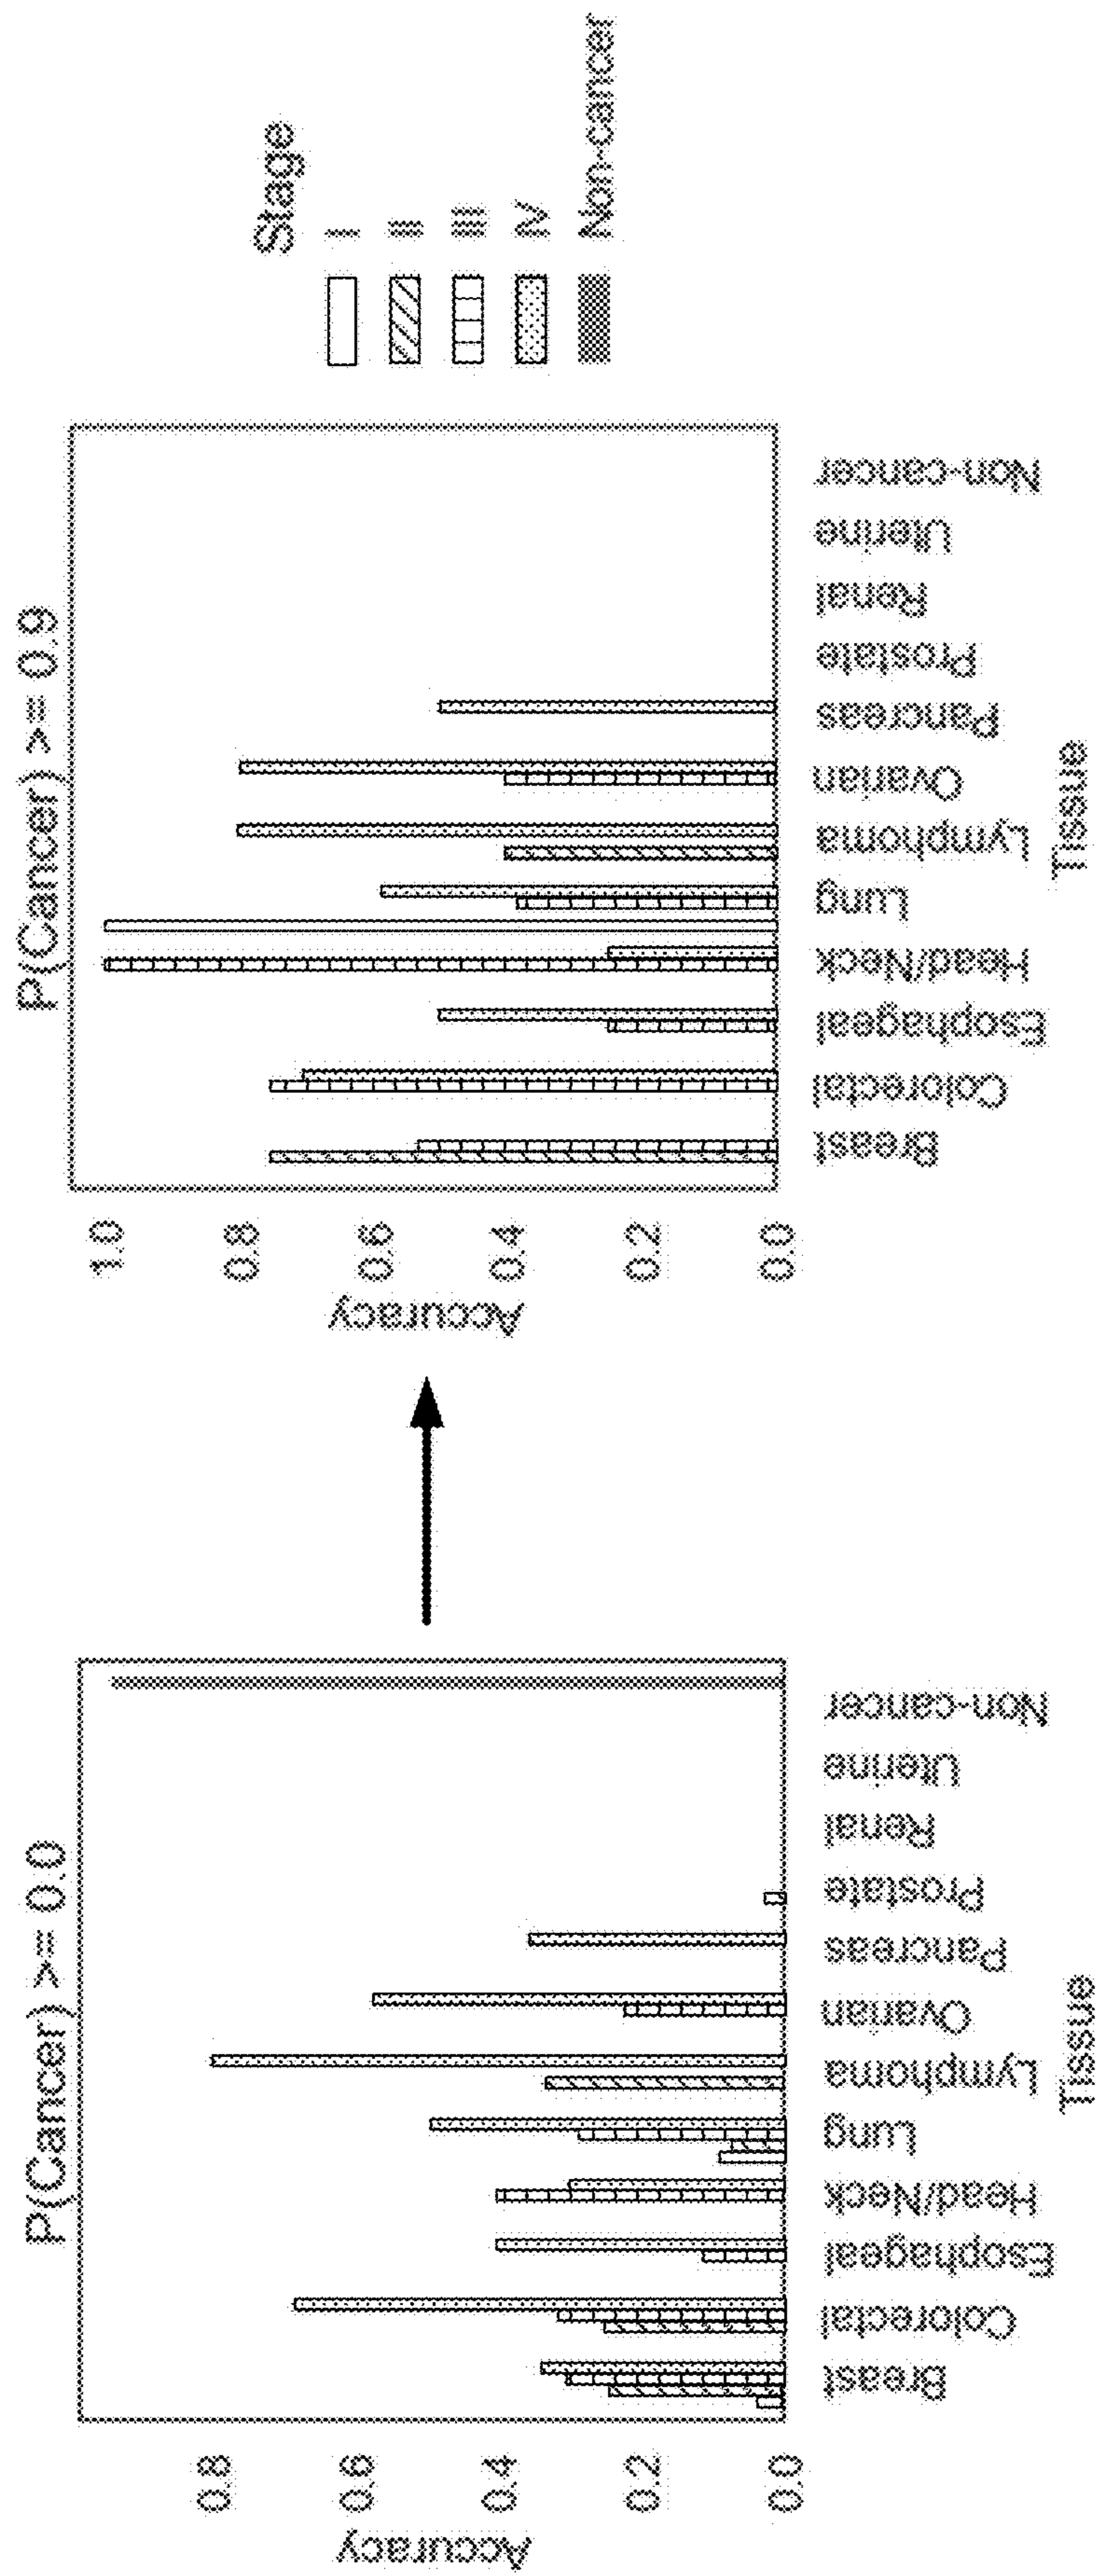 P(Cancer) >= 0.0
Accuracy
0.8
0.6
0.4
0.2
0.0
Breast
Colorectal
Esophageal
Head/Neck
Lung
Lymphoma
Ovarian
Pancreas
Prostate
Renal
Uterine
Non-cancer
Tissue
P(Cancer) >= 0.9
Accuracy
1.0
0.8
0.6
0.4
0.2
0.0
Breast
Colorectal
Esophageal
Head/Neck
Lung
Lymphoma
Ovarian
Pancreas
Prostate
Renal
Uterine
Non-cancer
Tissue
Stage
I
II
III
IV
Non-cancer